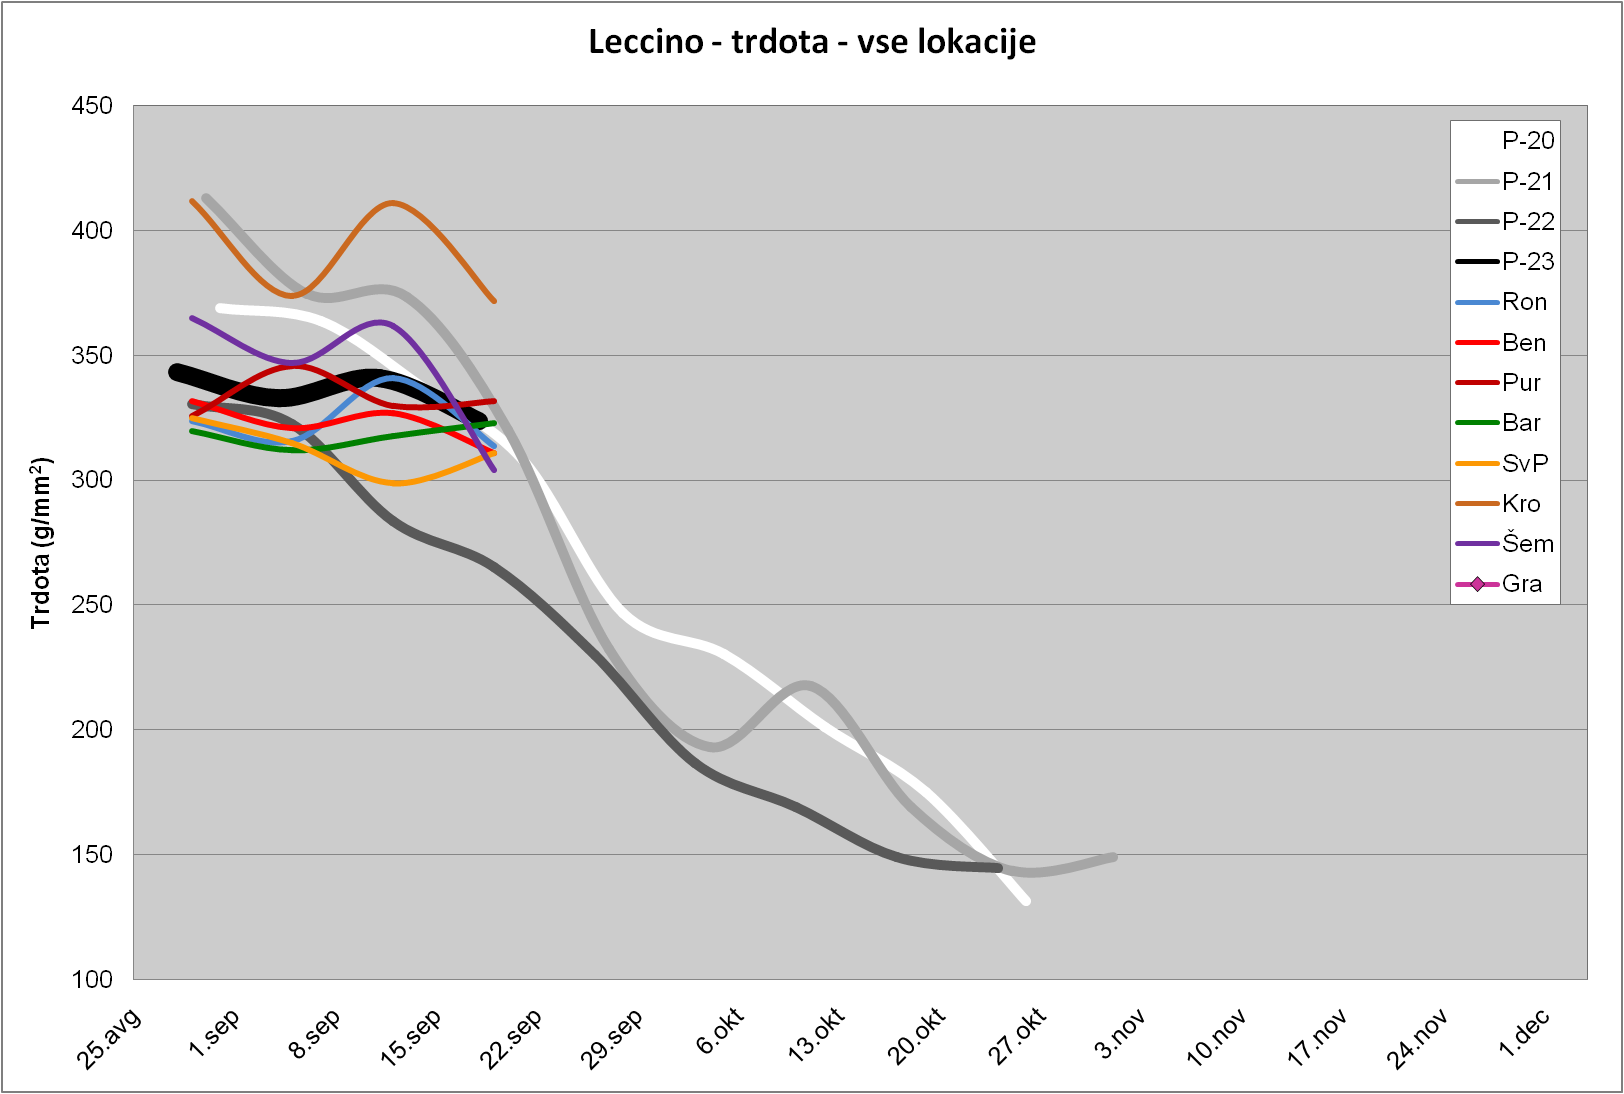 Leccino - trdota - vse lokacije
450
400
350
300
250
200
150
100
Trdota (g/mm²)
25.avg
1.sep
8.sep
15.sep
22.sep
29.sep
6.okt
13.okt
20.okt
27.okt
3.nov
10.nov
17.nov
24.nov
1.dec
P-20
P-21
P-22
P-23
Ron
Ben
Pur
Bar
SvP
Kro
Šem
Gra